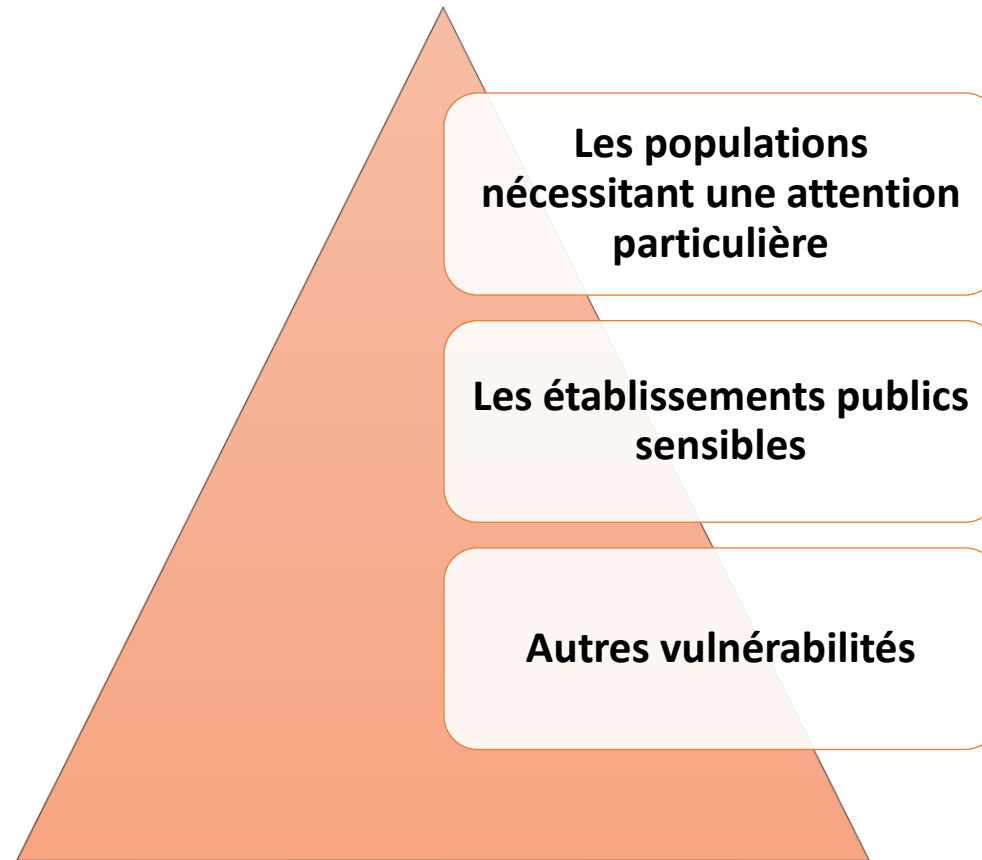 Les populations
nécessitant une attention
particulière
Les établissements publics
sensibles
Autres vulnérabilités